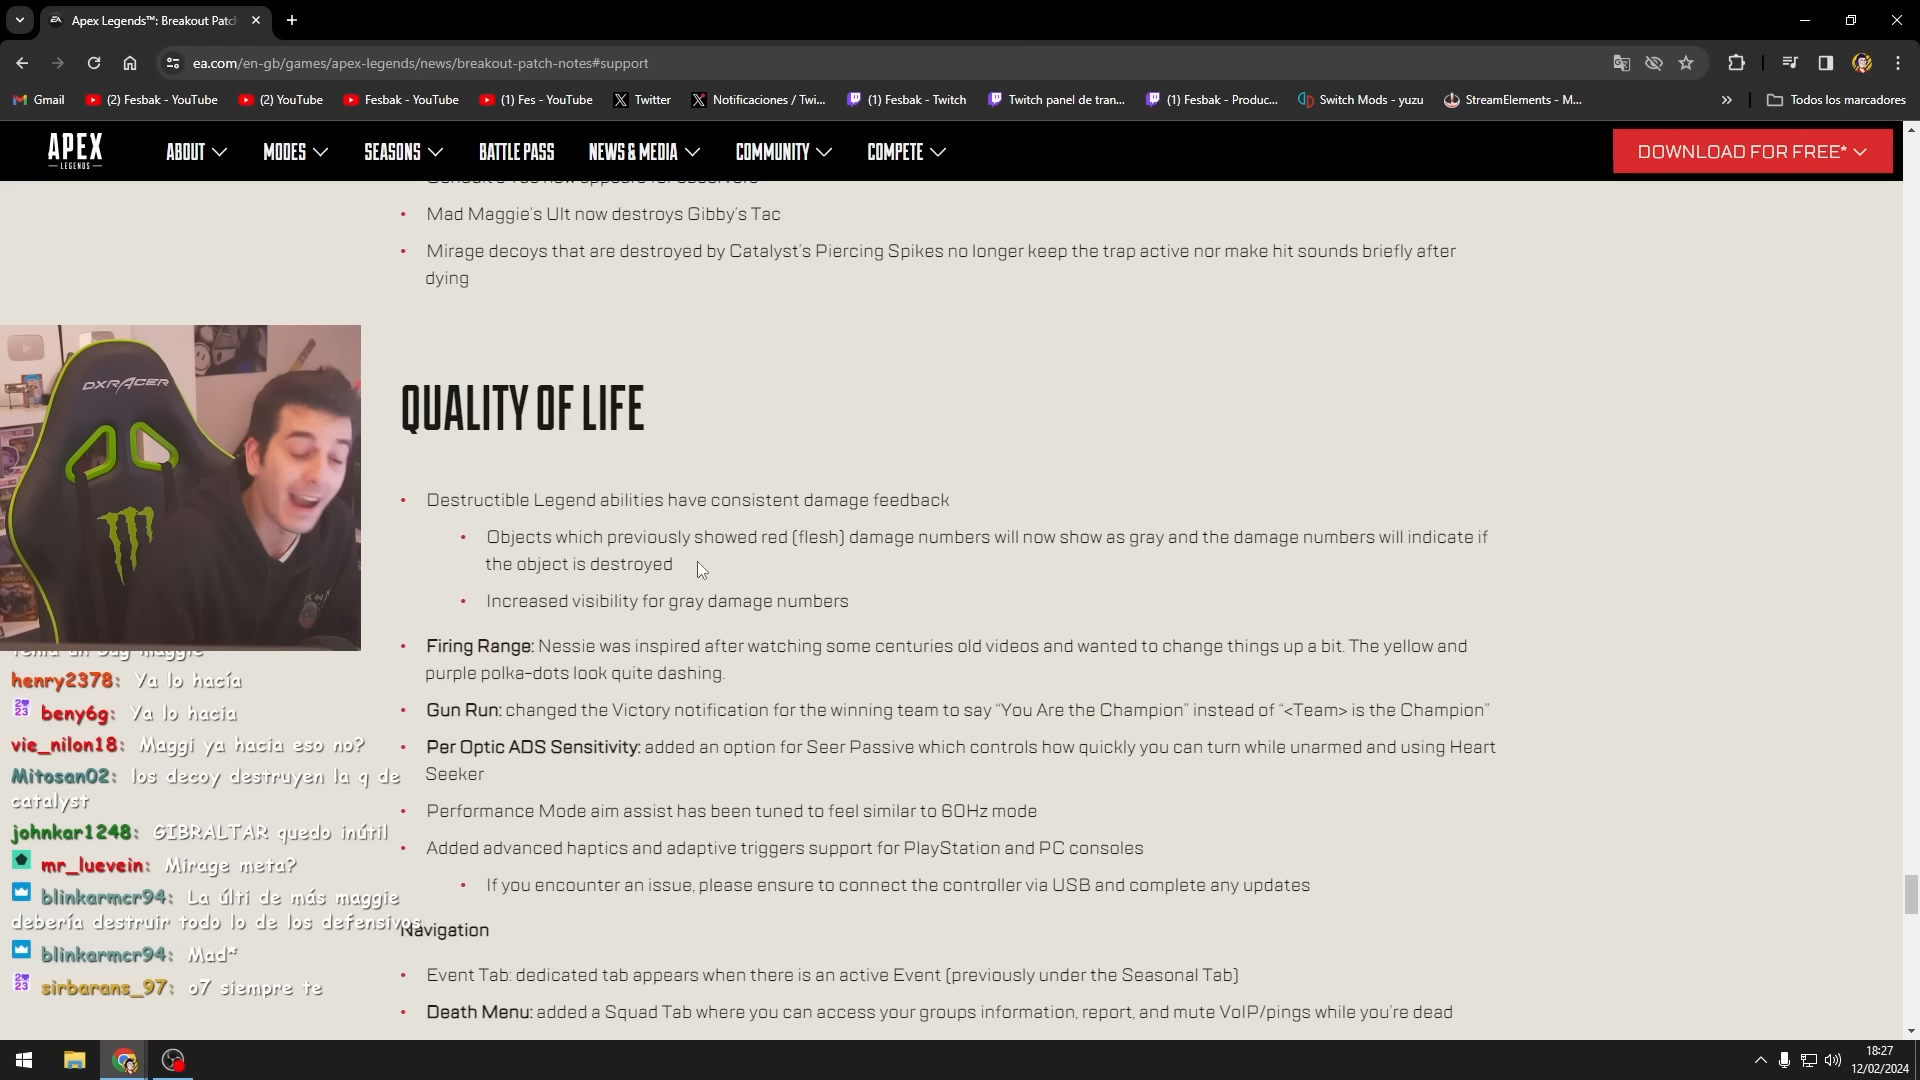 Apex Legends™: Breakout Patch
ea.com/en-gb/games/apex-legends/news/breakout-patch-notes#support
Gmail
(2) Fesbak - YouTube
(2) YouTube
Fesbak - YouTube
(1) Fes - YouTube
Twitter
Notificaciones / Twi...
(1) Fesbak - Twitch
Twitch panel de tran...
(1) Fesbak - Produc...
Switch Mods - yuzu
StreamElements - M...
»
Todos los marcadores
APEX
LEGENDS
ABOUT
MODES
SEASONS
BATTLE PASS
NEWS & MEDIA
COMMUNITY
COMPETE
DOWNLOAD FOR FREE*
• Mad Maggie's Ult now destroys Gibby's Tac
• Mirage decoys that are destroyed by Catalyst's Piercing Spikes no longer keep the trap active nor make hit sounds briefly after
dying
DXRACER
QUALITY OF LIFE
• Destructible Legend abilities have consistent damage feedback
• Objects which previously showed red (flesh) damage numbers will now show as gray and the damage numbers will indicate if
the object is destroyed
• Increased visibility for gray damage numbers
• Firing Range: Nessie was inspired after watching some centuries old videos and wanted to change things up a bit. The yellow and
purple polka-dots look quite dashing.
• Gun Run: changed the Victory notification for the winning team to say “You Are the Champion” instead of “<Team> is the Champion”
• Per Optic ADS Sensitivity: added an option for Seer Passive which controls how quickly you can turn while unarmed and using Heart
Seeker
• Performance Mode aim assist has been tuned to feel similar to 60Hz mode
• Added advanced haptics and adaptive triggers support for PlayStation and PC consoles
• If you encounter an issue, please ensure to connect the controller via USB and complete any updates
Navigation
• Event Tab: dedicated tab appears when there is an active Event (previously under the Seasonal Tab)
• Death Menu: added a Squad Tab where you can access your groups information, report, and mute VoIP/pings while you're dead
henry2378: Ya lo hacía
beny6g: Ya lo hacia
vie_nilon18: Maggi ya hacia eso no?
Mitosan02: los decoy destruyen la q de
catalyst
johnkar1248: GIBRALTAR quedo inútil
mr_luevein: Mirage meta?
blinkarmcr94: La últi de más maggie
debería destruir todo lo de los defensivos
blinkarmcr94: Mad*
sirbarans_97: o7 siempre te
18:27
12/02/2024